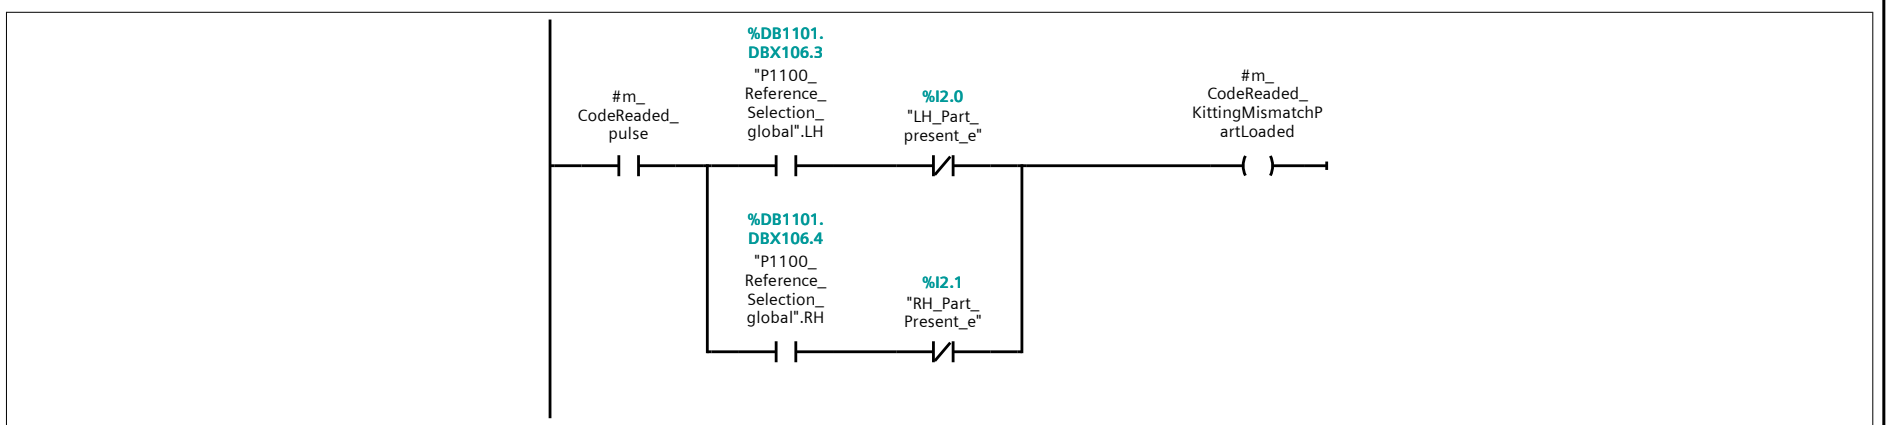 %DB1101.
DBX106.3
"P1100_
Reference_
Selection_
global".LH
#m_
CodeReaded_
pulse
%I2.0
"LH_Part_
present_e"
#m_
CodeReaded_
KittingMismatchP
artLoaded
%DB1101.
DBX106.4
"P1100_
Reference_
Selection_
global".RH
%I2.1
"RH_Part_
Present_e"